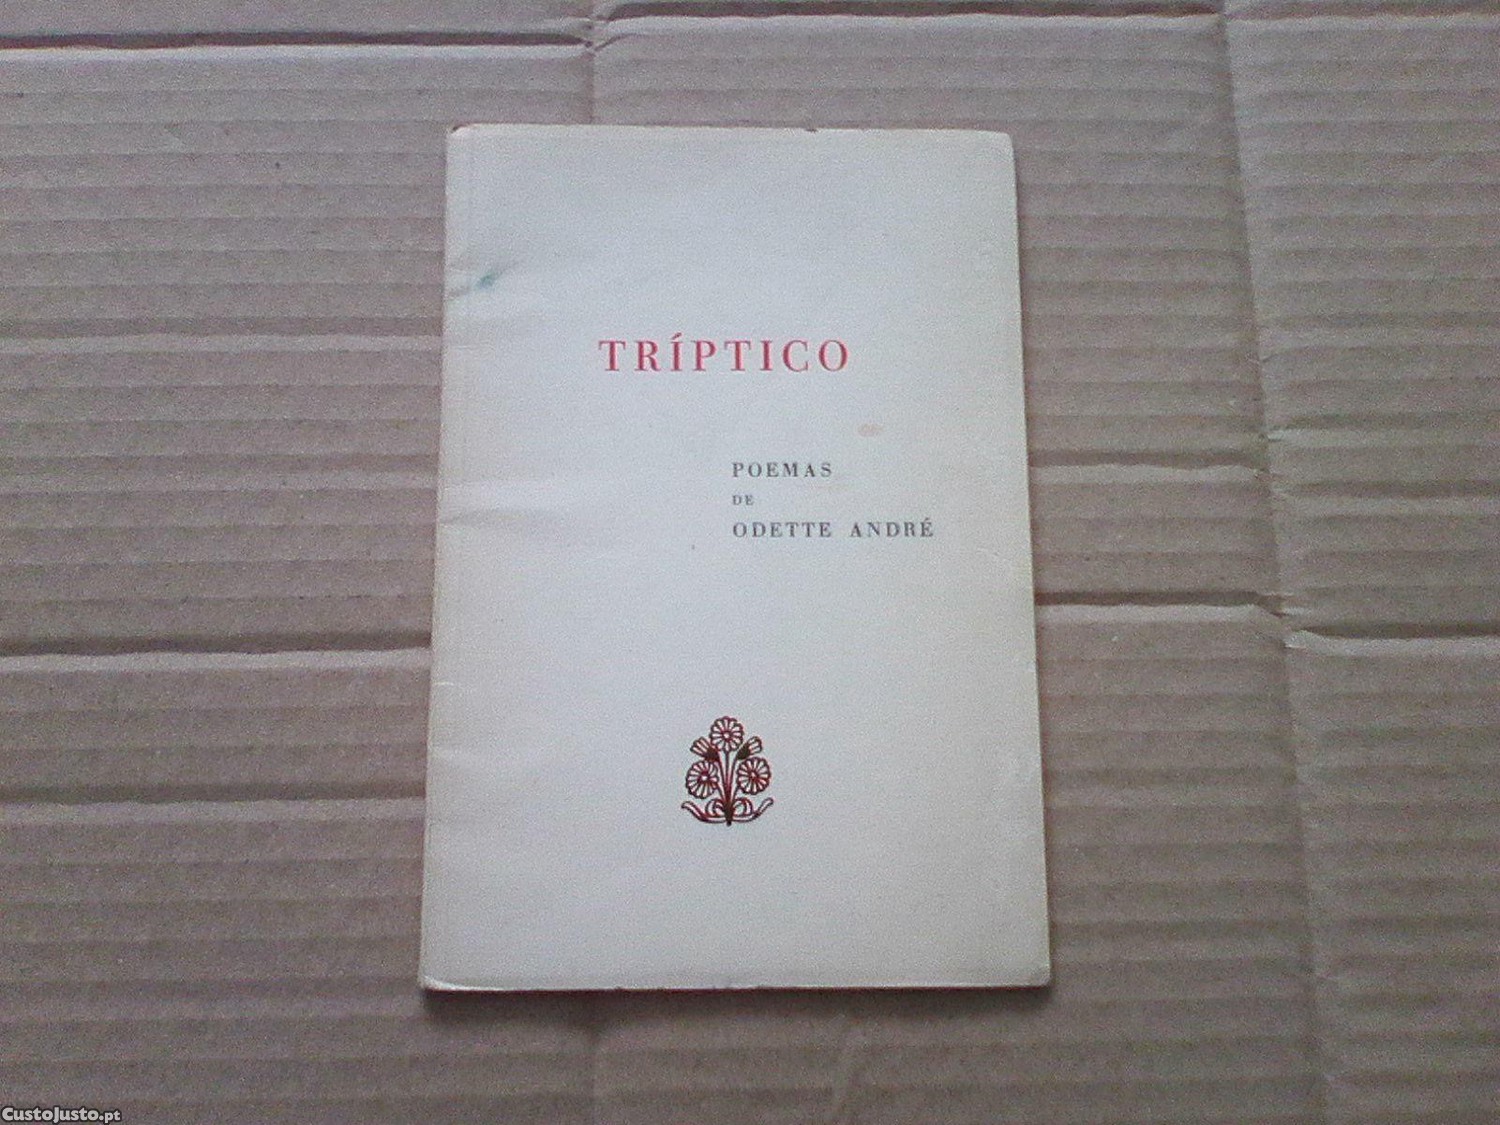 TRÍPTICO
POEMAS
DE
ODETTE ANDRÉ
CustoJusto.pt